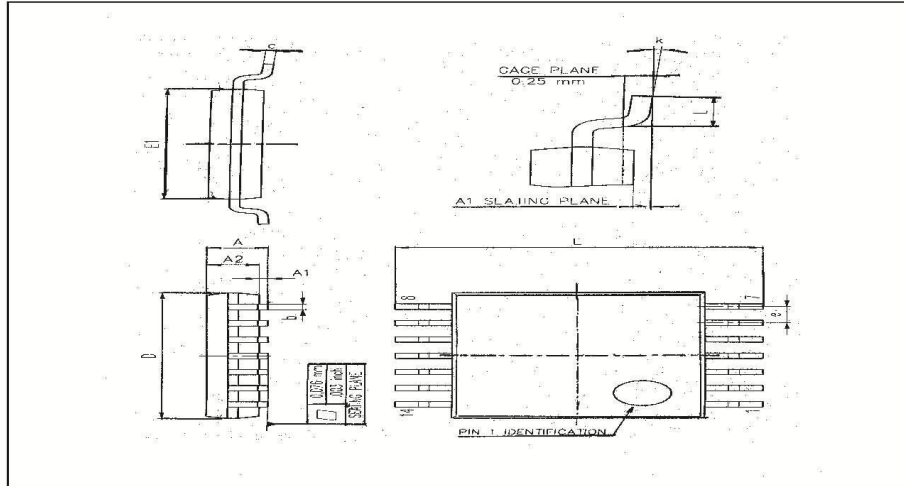 c
k
GAGE PLANE
0.25 mm
L
E1
A1 SEATING PLANE
A
A2
A1
b
D
0.076 mm
.003 inch
SEATING PLANE
E
8
7
e
14
1
PIN 1 IDENTIFICATION